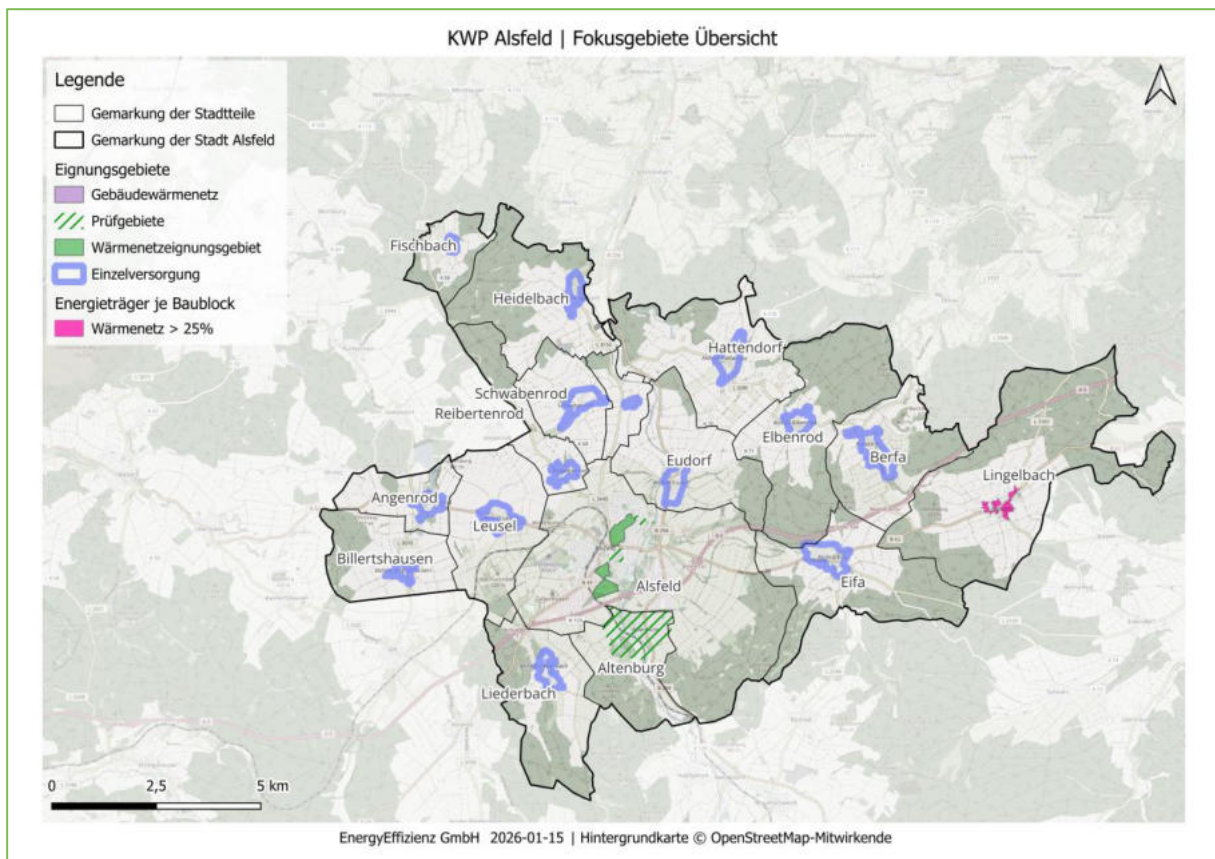 KWP Alsfeld | Fokusgebiete Übersicht
Legende
Gemarkung der Stadtteile
Gemarkung der Stadt Alsfeld
Eignungsgebiete
Gebäudewärmenetz
Prüfgebiete
Wärmenetzeignungsgebiet
Einzelversorgung
Energieträger je Baublock
Wärmenetz > 25%
Fischbach
Heidelbach
Hattendorf
Schwabenrod
Reibertenrod
Elbenrod
Berfa
Eudorf
Lingelbach
Angenrod
Leusel
Billertshausen
Alsfeld
Eifa
Altenburg
Liederbach
0 2,5 5 km
EnergyEffizienz GmbH 2026-01-15 | Hintergrundkarte © OpenStreetMap-Mitwirkende